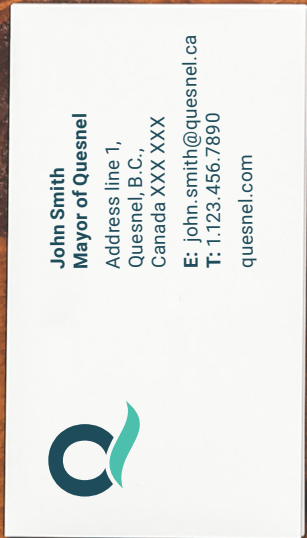 John Smith
Mayor of Quesnel
Address line 1,
Quesnel, B.C.,
Canada XXX XXX
E: john.smith@quesnel.ca
T: 1.123.456.7890
quesnel.com
Q